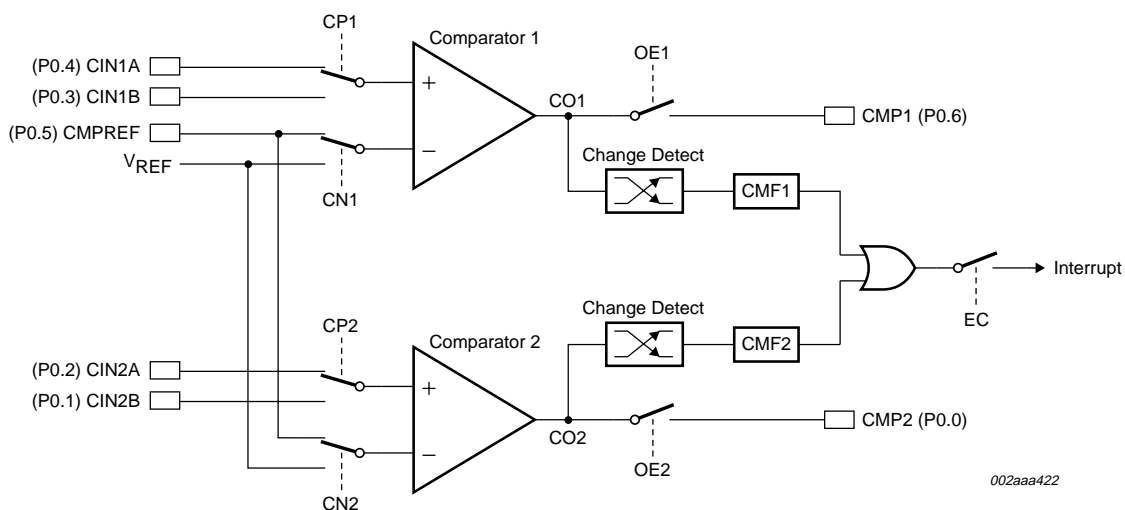 CP1
Comparator 1
OE1
(P0.4) CIN1A
(P0.3) CIN1B
+
CO1
CMP1 (P0.6)
(P0.5) CMPREF
−
Change Detect
VREF
CMF1
CN1
Interrupt
Change Detect
EC
CP2
Comparator 2
CMF2
(P0.2) CIN2A
+
(P0.1) CIN2B
CO2
CMP2 (P0.0)
−
OE2
CN2
002aaa422